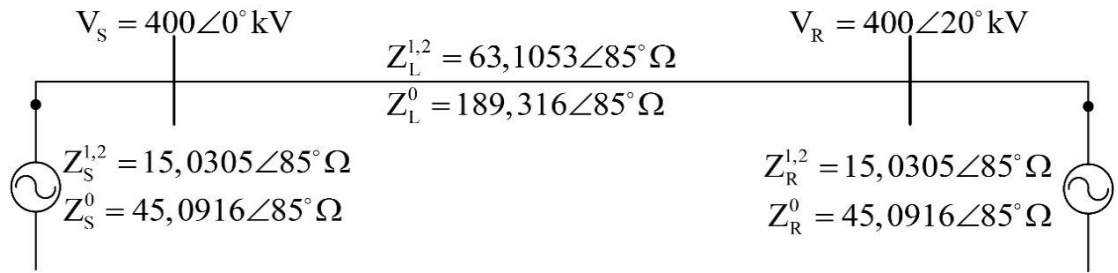 V_S = 400∠0° kV
V_R = 400∠20° kV
Z_L^{1,2} = 63,1053∠85° Ω
Z_L^0 = 189,316∠85° Ω
Z_S^{1,2} = 15,0305∠85° Ω
Z_S^0 = 45,0916∠85° Ω
Z_R^{1,2} = 15,0305∠85° Ω
Z_R^0 = 45,0916∠85° Ω